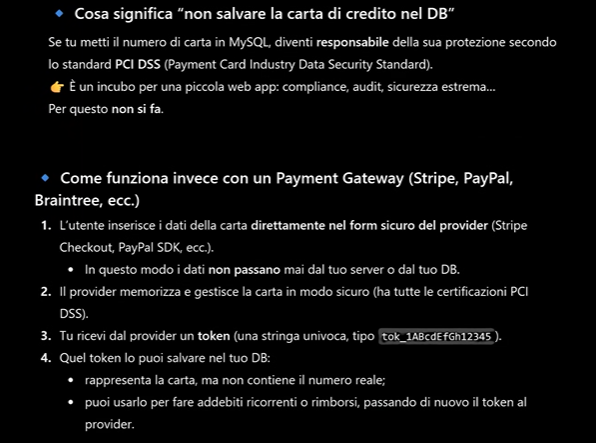 🔹 Cosa significa “non salvare la carta di credito nel DB”
Se tu metti il numero di carta in MySQL, diventi responsabile della sua protezione secondo
lo standard PCI DSS (Payment Card Industry Data Security Standard).
👉 È un incubo per una piccola web app: compliance, audit, sicurezza estrema…
Per questo non si fa.
🔹 Come funziona invece con un Payment Gateway (Stripe, PayPal,
Braintree, ecc.)
1. L’utente inserisce i dati della carta direttamente nel form sicuro del provider (Stripe
Checkout, PayPal SDK, ecc.).
• In questo modo i dati non passano mai dal tuo server o dal tuo DB.
2. Il provider memorizza e gestisce la carta in modo sicuro (ha tutte le certificazioni PCI
DSS).
3. Tu ricevi dal provider un token (una stringa univoca, tipo tok_1ABcdEfGh12345).
4. Quel token lo puoi salvare nel tuo DB:
• rappresenta la carta, ma non contiene il numero reale;
• puoi usarlo per fare addebiti ricorrenti o rimborsi, passando di nuovo il token al
provider.